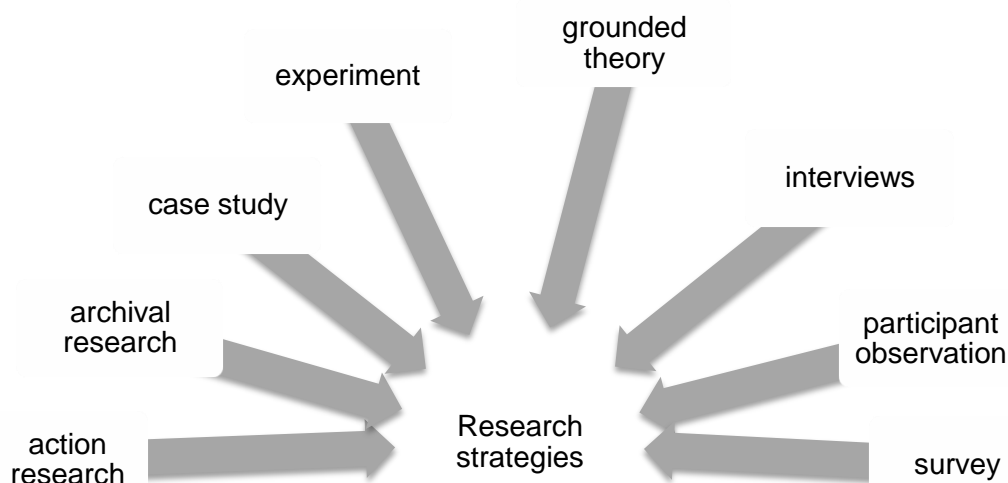 grounded
theory
experiment
interviews
case study
archival
research
participant
observation
Research
strategies
action
research
survey